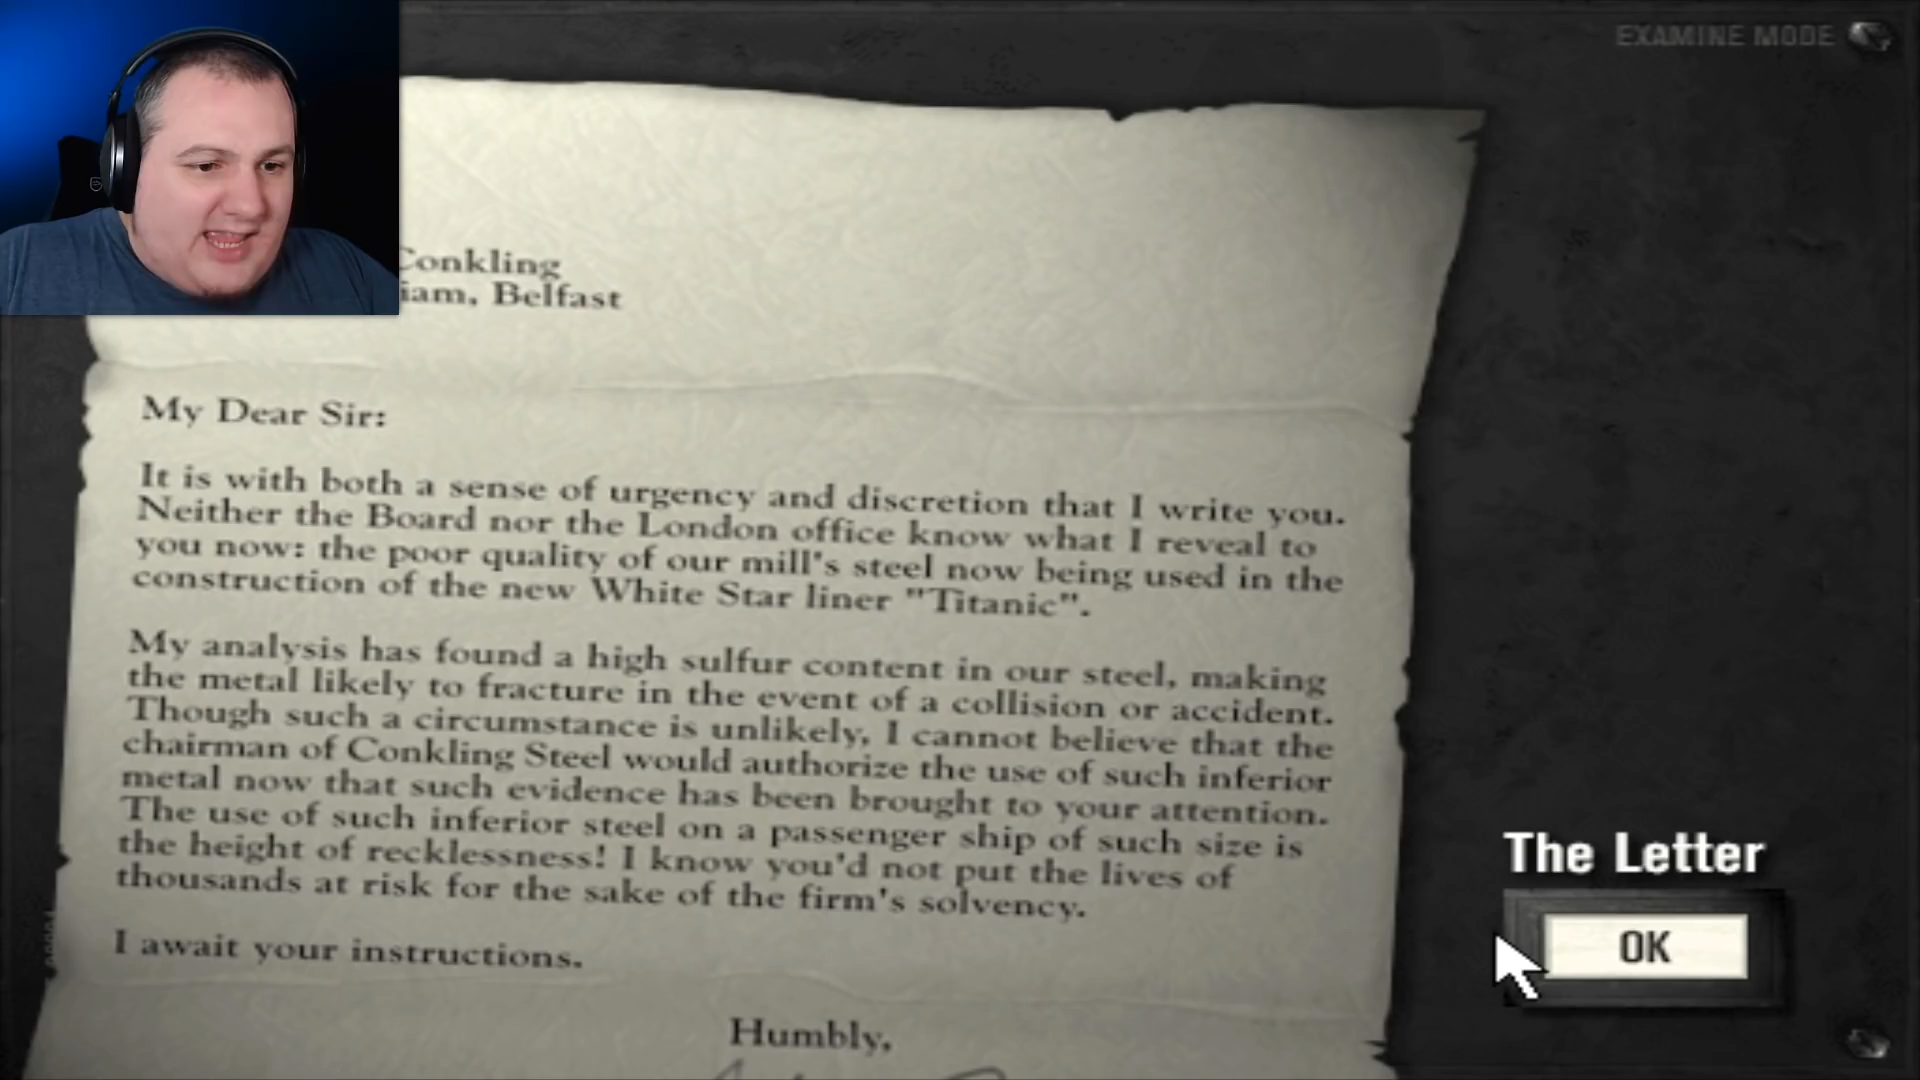 EXAMINE MODE
Conkling
Belfast
My Dear Sir:
It is with both a sense of urgency and discretion that I write you.
Neither the Board nor the London office know what I reveal to
you now: the poor quality of our mill's steel now being used in the
construction of the new White Star liner "Titanic".
My analysis has found a high sulfur content in our steel, making
the metal likely to fracture in the event of a collision or accident.
Though such a circumstance is unlikely, I cannot believe that the
chairman of Conkling Steel would authorize the use of such inferior
metal now that such evidence has been brought to your attention.
The use of such inferior steel on a passenger ship of such size is
the height of recklessness! I know you'd not put the lives of
thousands at risk for the sake of the firm's solvency.
I await your instructions.
Humbly,
The Letter
OK